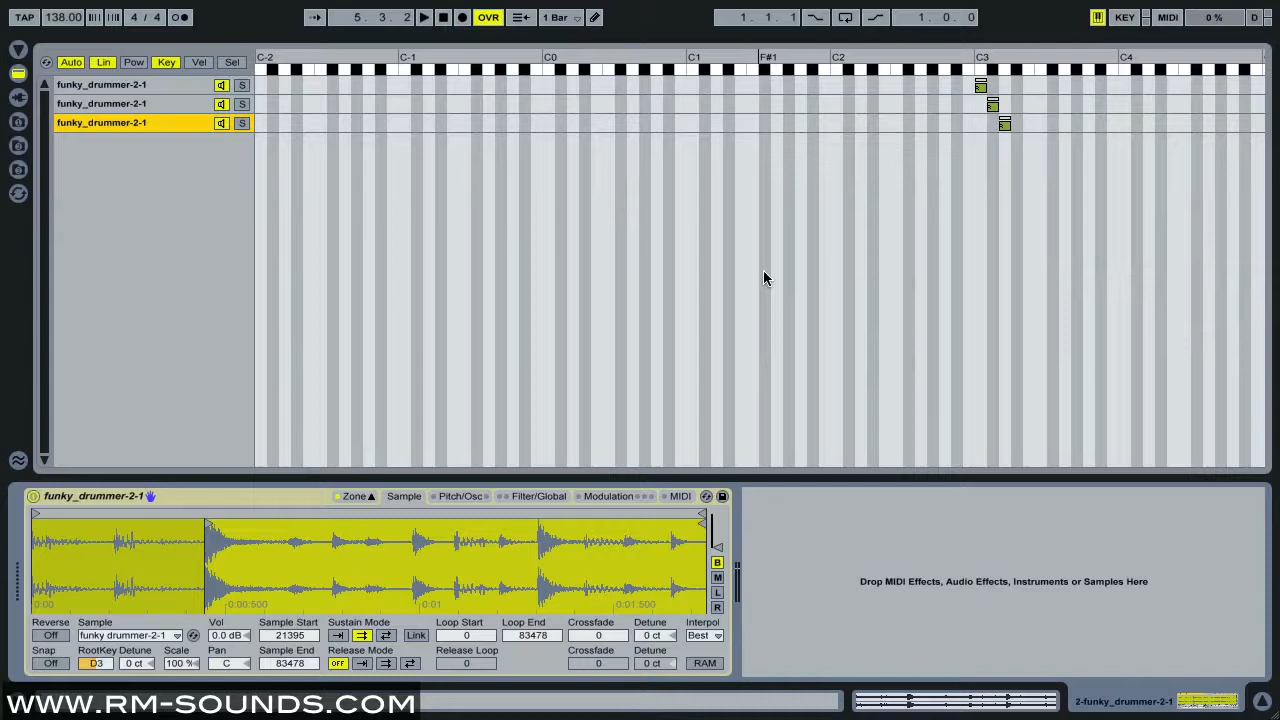 TAP 138.00 4 / 4 5. 3. 2 OVR 1 Bar 1. 1. 1 1. 0. 0 KEY MIDI 0 % D
Auto Lin Pow Key Vel Sel C-2 C-1 C0 C1 F#1 C2 C3 C4
funky_drummer-2-1 S
funky_drummer-2-1 S
funky_drummer-2-1 S
funky_drummer-2-1 Zone Sample Pitch/Osc Filter/Global Modulation MIDI
B
M
L
R
0:00 0:00:500 0:01 0:01:500
Drop MIDI Effects, Audio Effects, Instruments or Samples Here
Reverse Sample Vol Sample Start Sustain Mode Loop Start Loop End Crossfade Detune Interpol
Off funky drummer-2-1 0.0 dB 21395 Link 0 83478 0 0 ct Best
Snap RootKey Detune Scale Pan Sample End Release Mode Release Loop Crossfade Detune
Off D3 0 ct 100 % C 83478 OFF 0 0 0 ct RAM
WWW.RM-SOUNDS.COM 2-funky_drummer-2-1